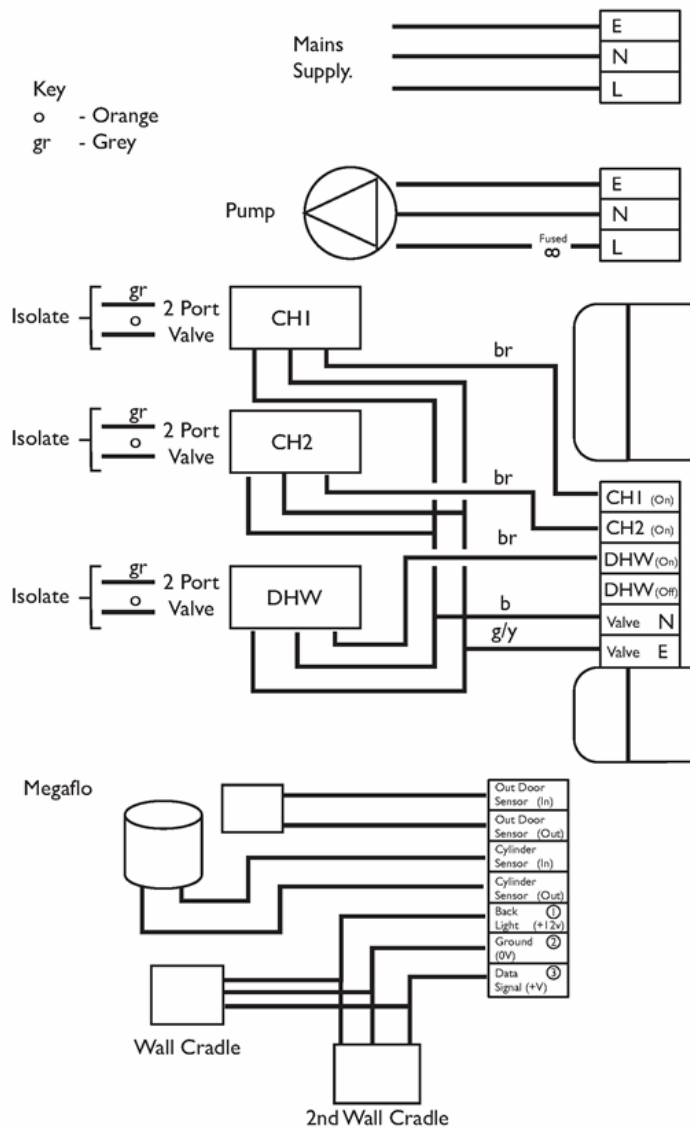 Mains
Supply.
E
N
L
Key
o - Orange
gr - Grey
Pump
E
N
Fused
L
Isolate
gr
o
2 Port
Valve
CH1
br
Isolate
gr
o
2 Port
Valve
CH2
br
CH1 (On)
CH2 (On)
br
DHW (On)
DHW (Off)
Isolate
gr
o
2 Port
Valve
DHW
b
Valve N
g/y
Valve E
Megaflo
Out Door
Sensor (In)
Out Door
Sensor (Out)
Cylinder
Sensor (In)
Cylinder
Sensor (Out)
Back ①
Light (+12v)
Ground ②
(0V)
Data ③
Signal (+V)
Wall Cradle
2nd Wall Cradle